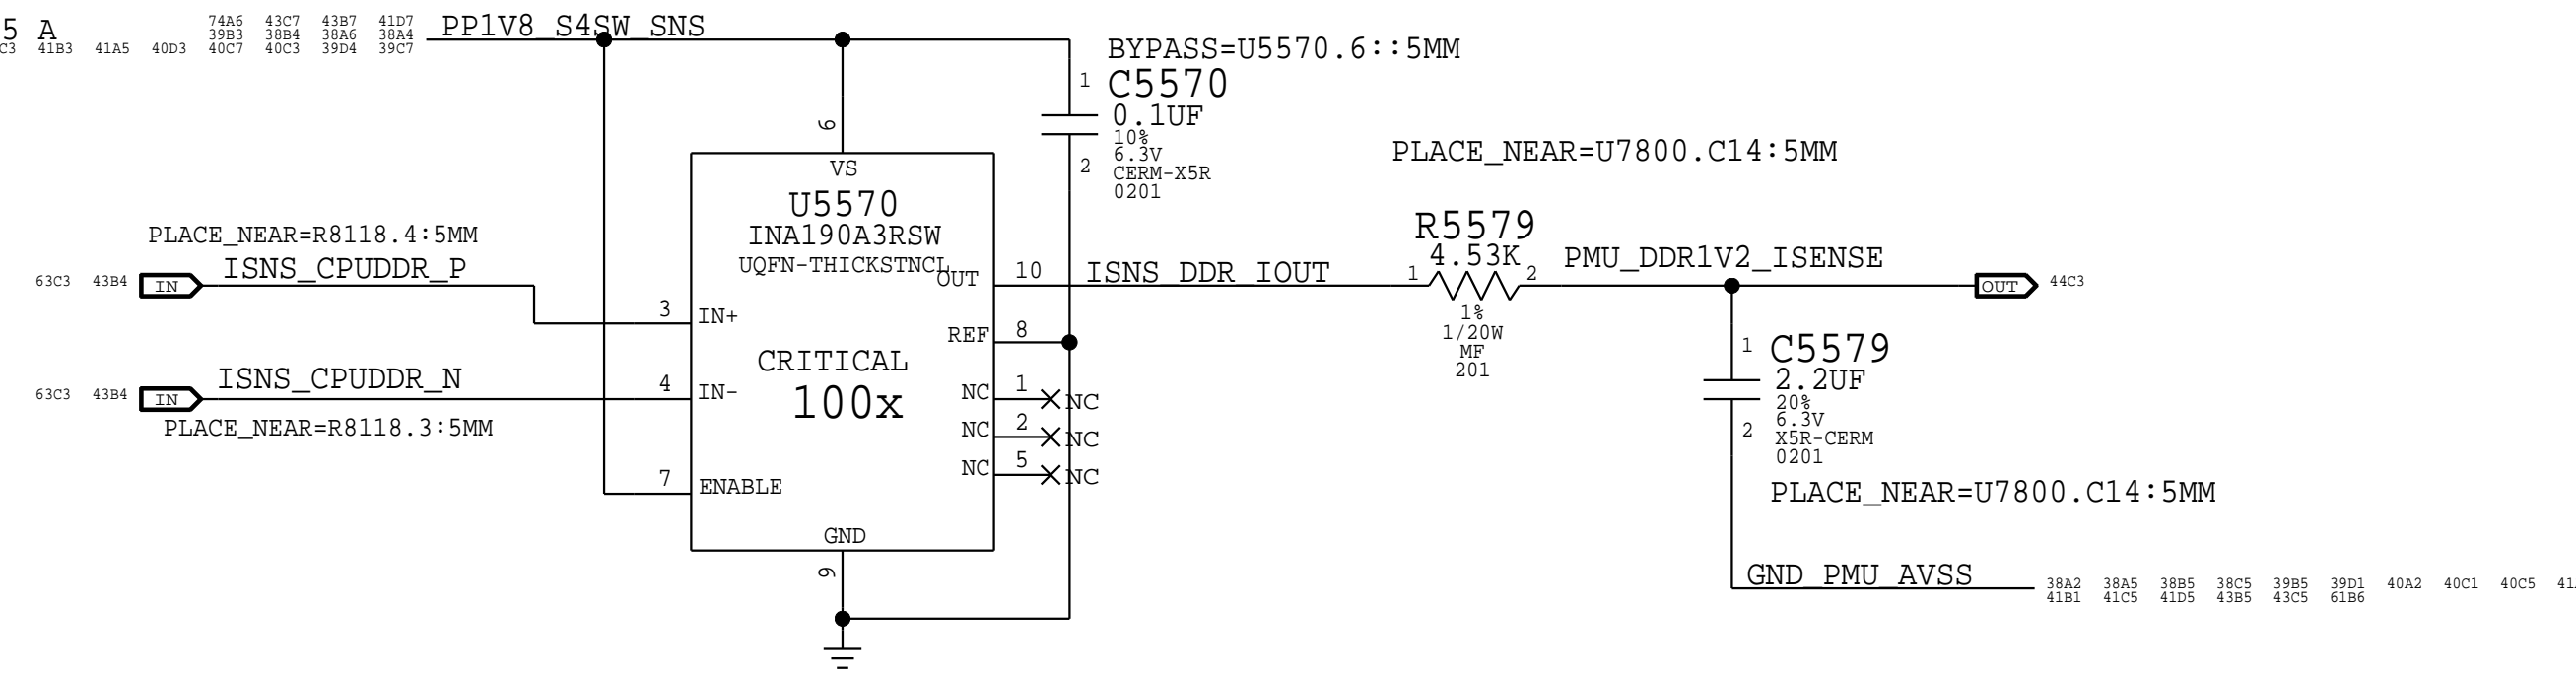 5 A
74A6 43C7 43B7 41D7
39B3 38B4 38A6 38A4
C3 41B3 41A5 40D3 40C7 40C3 39D4 39C7
PP1V8_S4SW_SNS
BYPASS=U5570.6::5MM
1
C5570
0.1UF
10%
6.3V
2
CERM-X5R
0201
6
VS
U5570
INA190A3RSW
UQFN-THICKSTNCL
PLACE_NEAR=R8118.4:5MM
63C3 43B4
IN
ISNS_CPUDDR_P
3
IN+
OUT
10
ISNS_DDR_IOUT
REF
8
CRITICAL
100x
63C3 43B4
IN
ISNS_CPUDDR_N
4
IN-
PLACE_NEAR=R8118.3:5MM
NC
1
NC
NC
2
NC
NC
5
NC
7
ENABLE
GND
9
PLACE_NEAR=U7800.C14:5MM
R5579
4.53K
1
2
1%
1/20W
MF
201
PMU_DDR1V2_ISENSE
OUT
44C3
1
C5579
2.2UF
20%
6.3V
2
X5R-CERM
0201
PLACE_NEAR=U7800.C14:5MM
GND_PMU_AVSS
38A2 38A5 38B5 38C5 39B5 39D1 40A2 40C1 40C5
41B1 41C5 41D5 43B5 43C5 61B6